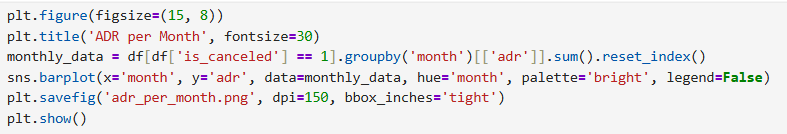 plt.figure(figsize=(15, 8))
plt.title('ADR per Month', fontsize=30)
monthly_data = df[df['is_canceled'] == 1].groupby('month')[['adr']].sum().reset_index()
sns.barplot(x='month', y='adr', data=monthly_data, hue='month', palette='bright', legend=False)
plt.savefig('adr_per_month.png', dpi=150, bbox_inches='tight')
plt.show()